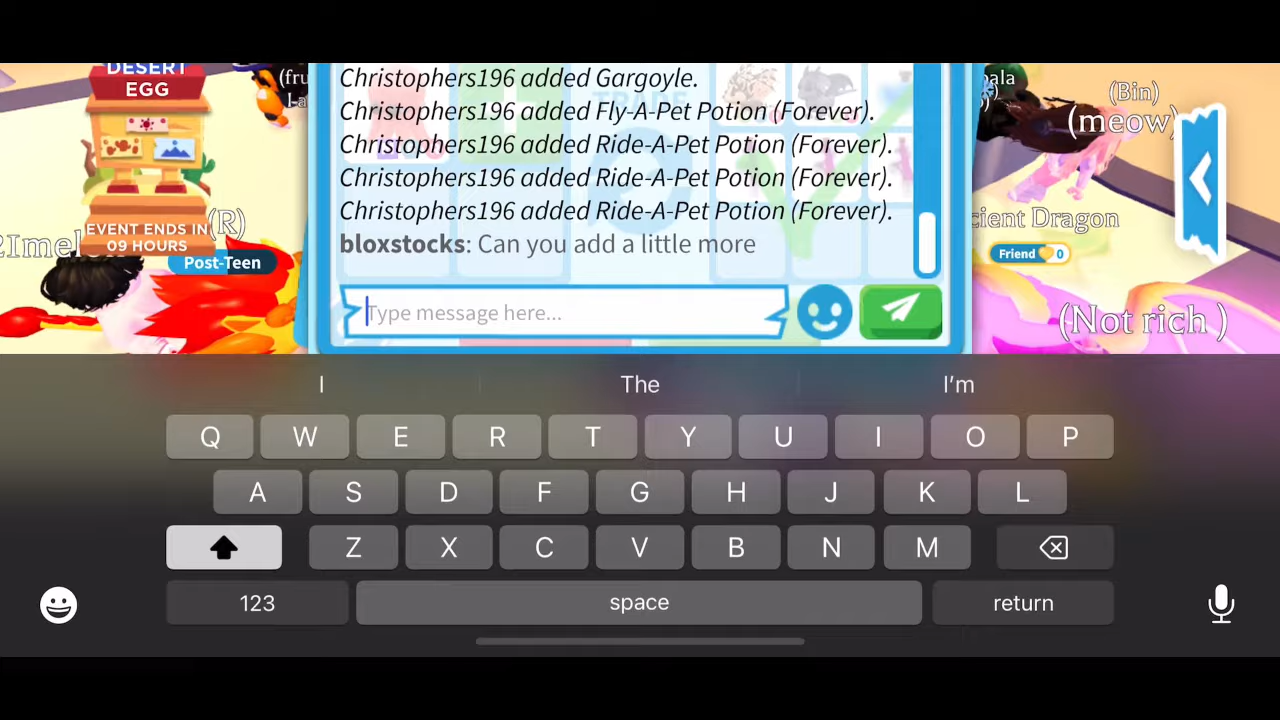 DESERT
EGG
EVENT ENDS IN
09 HOURS
(R)
Post-Teen
Christophers196 added Gargoyle.
Christophers196 added Fly-A-Pet Potion (Forever).
Christophers196 added Ride-A-Pet Potion (Forever).
Christophers196 added Ride-A-Pet Potion (Forever).
Christophers196 added Ride-A-Pet Potion (Forever).
bloxstocks: Can you add a little more
Type message here...
(Bin)
(meow)
cient Dragon
Friend 0
(Not rich )
I The I'm
Q W E R T Y U I O P
A S D F G H J K L
Z X C V B N M
123 space return